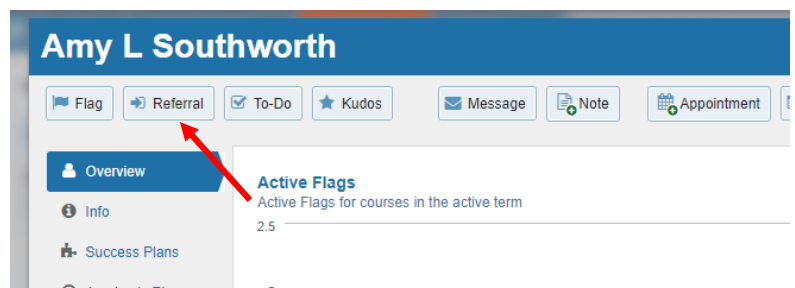 Amy L Southworth
Flag Referral To-Do Kudos Message Note Appointment
Overview
Info
Success Plans
Active Flags
Active Flags for courses in the active term
2.5